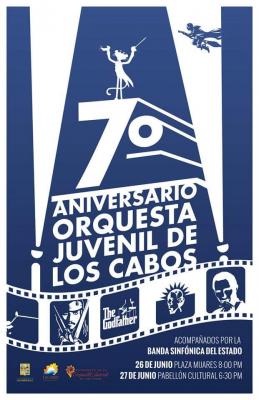 7º
ANIVERSARIO
ORQUESTA
JUVENIL DE
LOS CABOS
The
Godfather
ACOMPAÑADOS POR LA
BANDA SINFÓNICA DEL ESTADO
26 DE JUNIO PLAZA MIJARES 8:00 PM
27 DE JUNIO PABELLÓN CULTURAL 6:30 PM